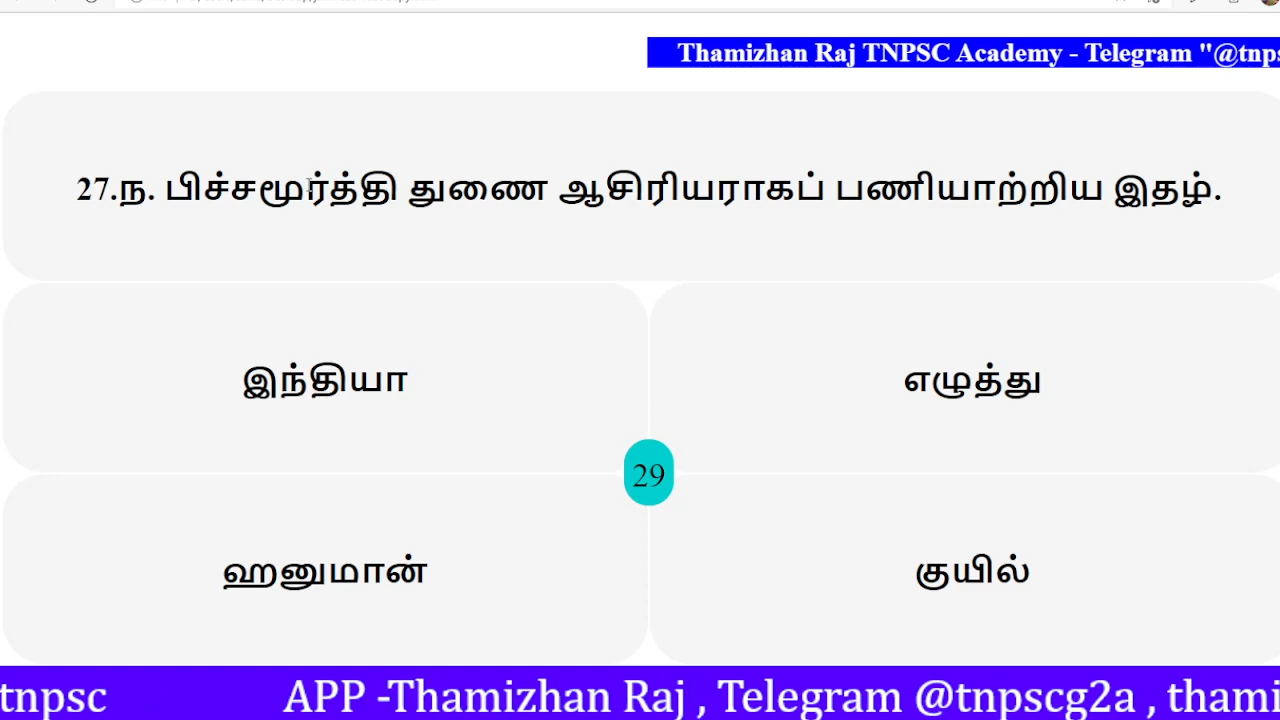 Thamizhan Raj TNPSC Academy - Telegram "@tnps
27.ந. பிச்சமூர்த்தி துணை ஆசிரியராகப் பணியாற்றிய இதழ்.
இந்தியா
எழுத்து
29
ஹனுமான்
குயில்
tnpsc APP -Thamizhan Raj , Telegram @tnpscg2a , thami